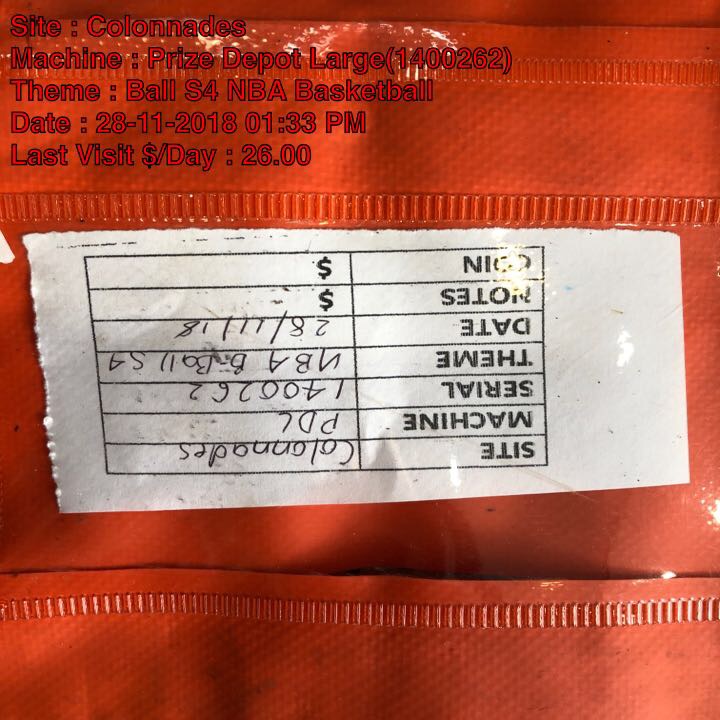 Site : Colonnades
Machine : Prize Depot Large(1400262)
Theme : Ball S4 NBA Basketball
Date : 28-11-2018 01:33 PM
Last Visit $/Day : 26.00
SITE Colonnades
MACHINE PDL
SERIAL 1400262
THEME NBA B-Ball S4
DATE 28/11/18
NOTES $
COIN $